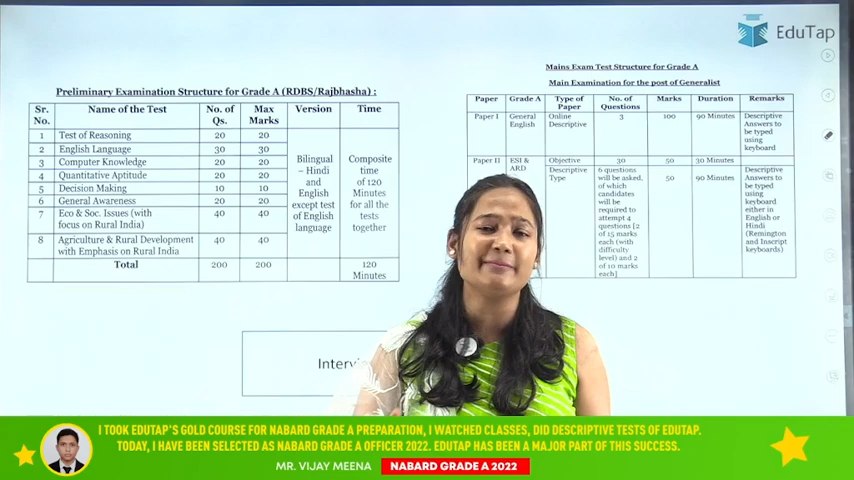 EduTap
Preliminary Examination Structure for Grade A (RDBS/Rajbhasha) :
Sr. No. Name of the Test No. of Qs. Max Marks Version Time
1 Test of Reasoning 20 20
2 English Language 30 30
3 Computer Knowledge 20 20
4 Quantitative Aptitude 20 20
5 Decision Making 10 10
6 General Awareness 20 20
7 Eco & Soc. Issues (with focus on Rural India) 40 40
8 Agriculture & Rural Development with Emphasis on Rural India 40 40
Bilingual – Hindi and English except test of English language
Composite time of 120 Minutes for all the tests together
Total 200 200 120 Minutes
Mains Exam Test Structure for Grade A
Main Examination for the post of Generalist
Paper Grade A Type of Paper No. of Questions Marks Duration Remarks
Paper I General English Online Descriptive 3 100 90 Minutes Descriptive Answers to be typed using keyboard
Paper II ESI & ARD Objective 30 50 30 Minutes
Descriptive Type 6 questions will be asked, of which candidates will be required to attempt 4 questions [2 of 15 marks each (with difficulty level) and 2 of 10 marks each] 50 90 Minutes Descriptive Answers to be typed using keyboard either in English or Hindi (Remington and Inscript keyboards)
I TOOK EDUTAP'S GOLD COURSE FOR NABARD GRADE A PREPARATION, I WATCHED CLASSES, DID DESCRIPTIVE TESTS OF EDUTAP.
TODAY, I HAVE BEEN SELECTED AS NABARD GRADE A OFFICER 2022. EDUTAP HAS BEEN A MAJOR PART OF THIS SUCCESS.
MR. VIJAY MEENA NABARD GRADE A 2022